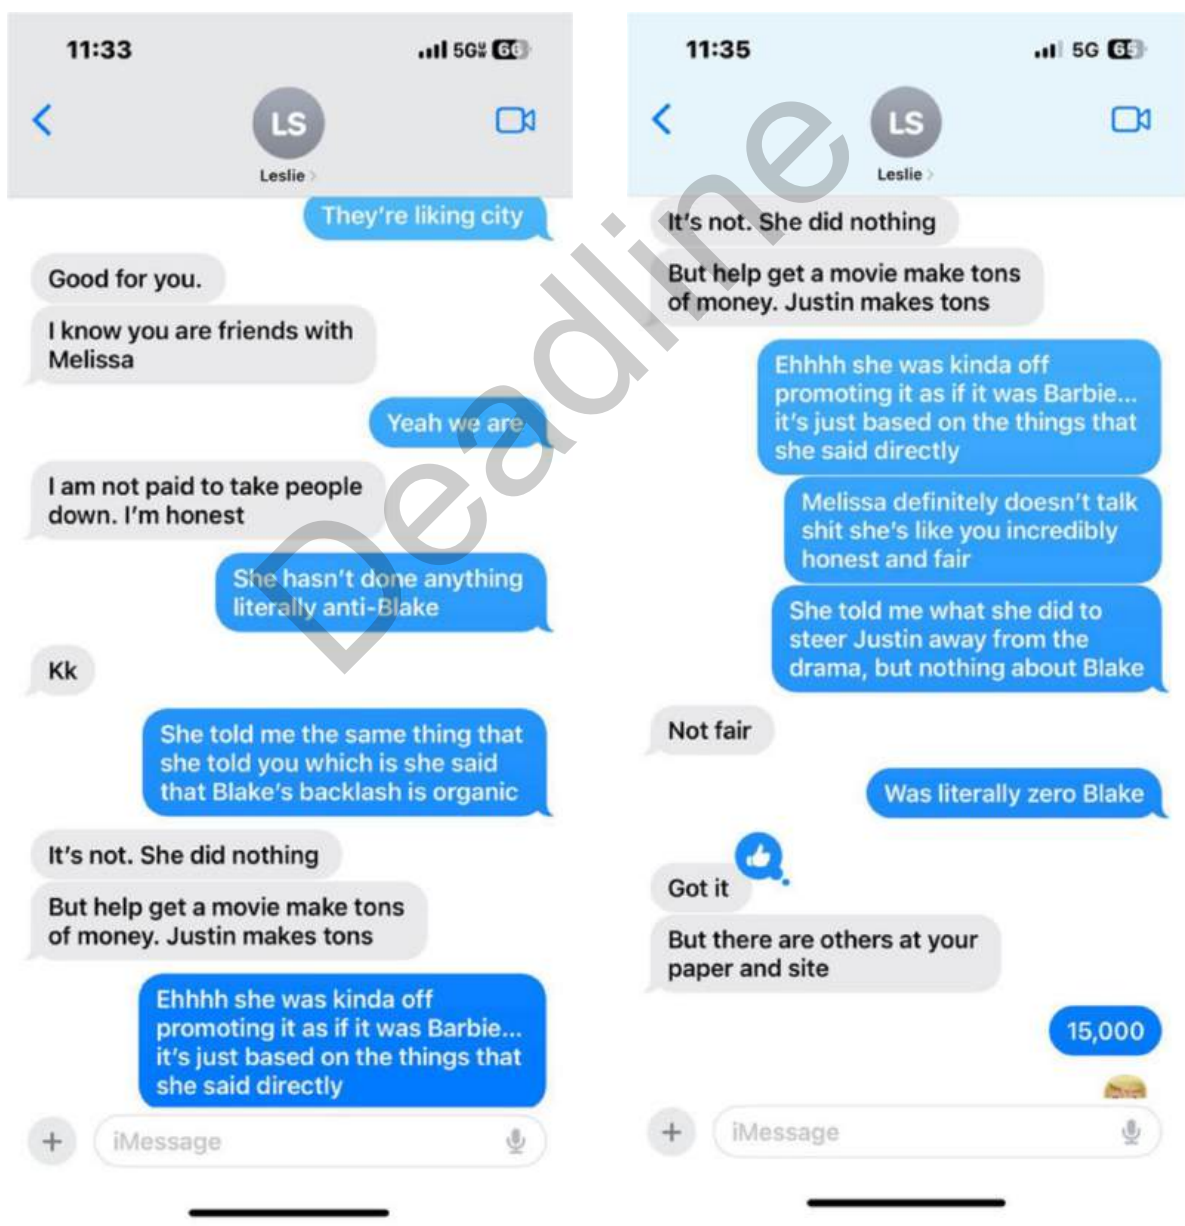 11:33
5G
66
LS
Leslie
They're liking city
Good for you.
I know you are friends with
Melissa
Yeah we are
I am not paid to take people
down. I'm honest
She hasn't done anything
literally anti-Blake
Kk
She told me the same thing that
she told you which is she said
that Blake's backlash is organic
It's not. She did nothing
But help get a movie make tons
of money. Justin makes tons
Ehhhh she was kinda off
promoting it as if it was Barbie...
it's just based on the things that
she said directly
iMessage
11:35
5G
65
LS
Leslie
It's not. She did nothing
But help get a movie make tons
of money. Justin makes tons
Ehhhh she was kinda off
promoting it as if it was Barbie...
it's just based on the things that
she said directly
Melissa definitely doesn't talk
shit she's like you incredibly
honest and fair
She told me what she did to
steer Justin away from the
drama, but nothing about Blake
Not fair
Was literally zero Blake
Got it
But there are others at your
paper and site
15,000
iMessage
Deadline